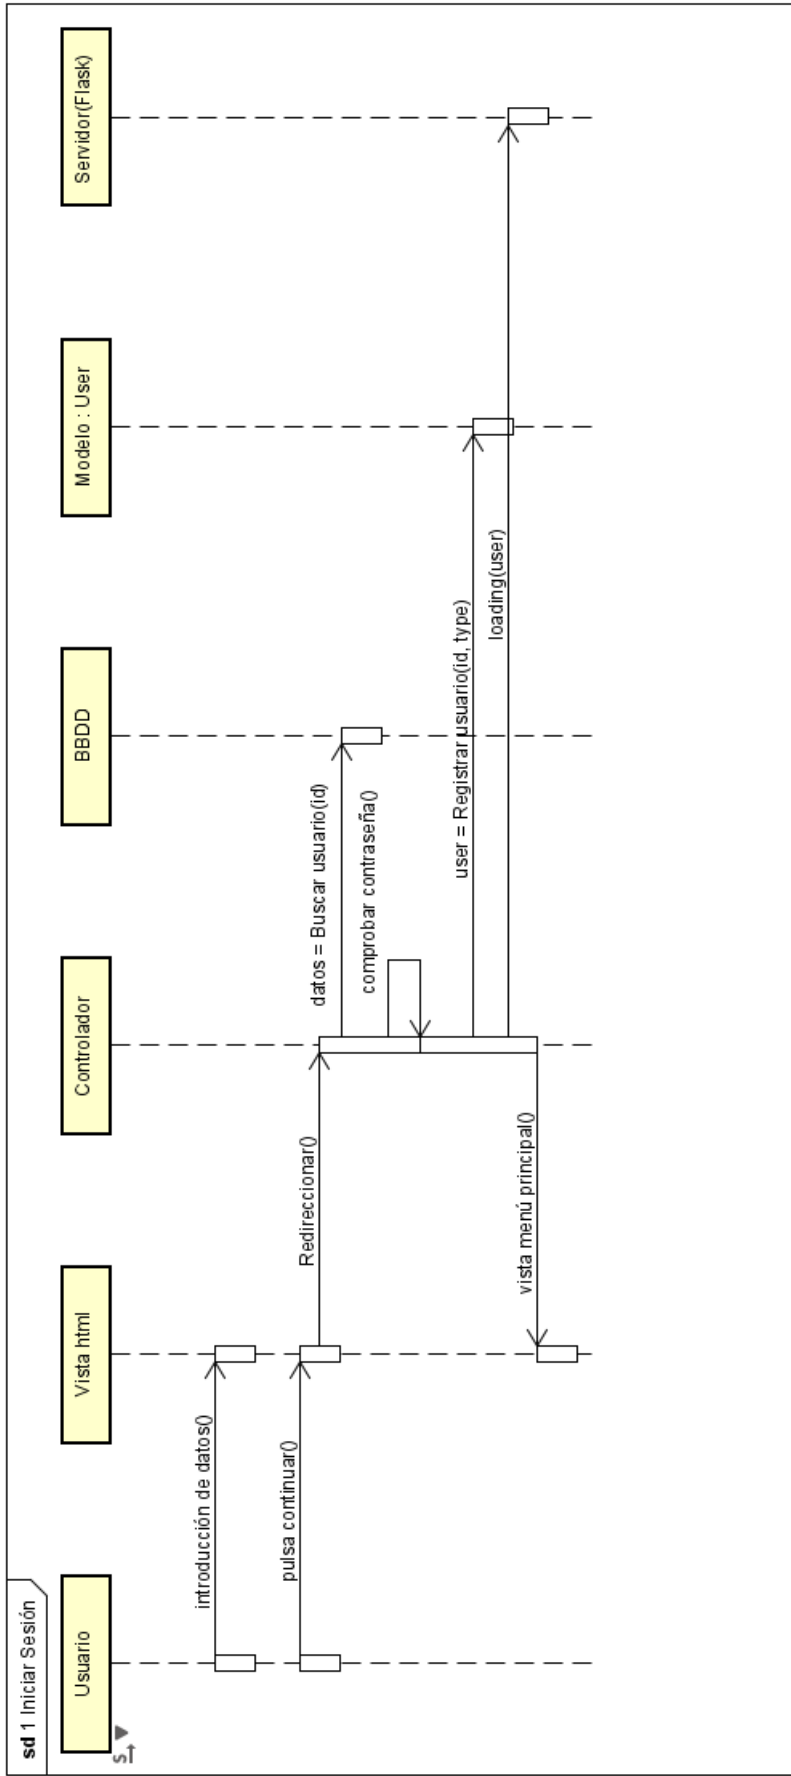 sd 1 Iniciar Sesión
Usuario
Vista html
Controlador
BBDD
Modelo : User
Servidor(Flask)
introducción de datos()
pulsa continuar()
Redireccionar()
datos = Buscar usuario(id)
comprobar contraseña()
user = Registrar usuario(id, type)
loading(user)
vista menú principal()